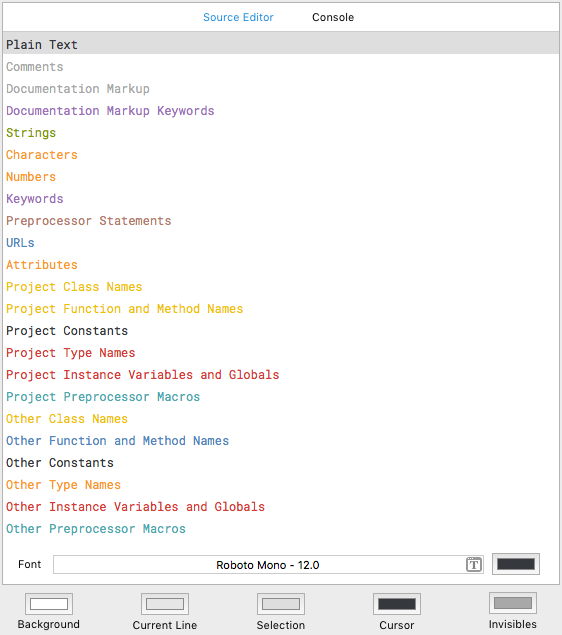 Source Editor Console
Plain Text
Comments
Documentation Markup
Documentation Markup Keywords
Strings
Characters
Numbers
Keywords
Preprocessor Statements
URLs
Attributes
Project Class Names
Project Function and Method Names
Project Constants
Project Type Names
Project Instance Variables and Globals
Project Preprocessor Macros
Other Class Names
Other Function and Method Names
Other Constants
Other Type Names
Other Instance Variables and Globals
Other Preprocessor Macros
Font Roboto Mono - 12.0 T
Background Current Line Selection Cursor Invisibles